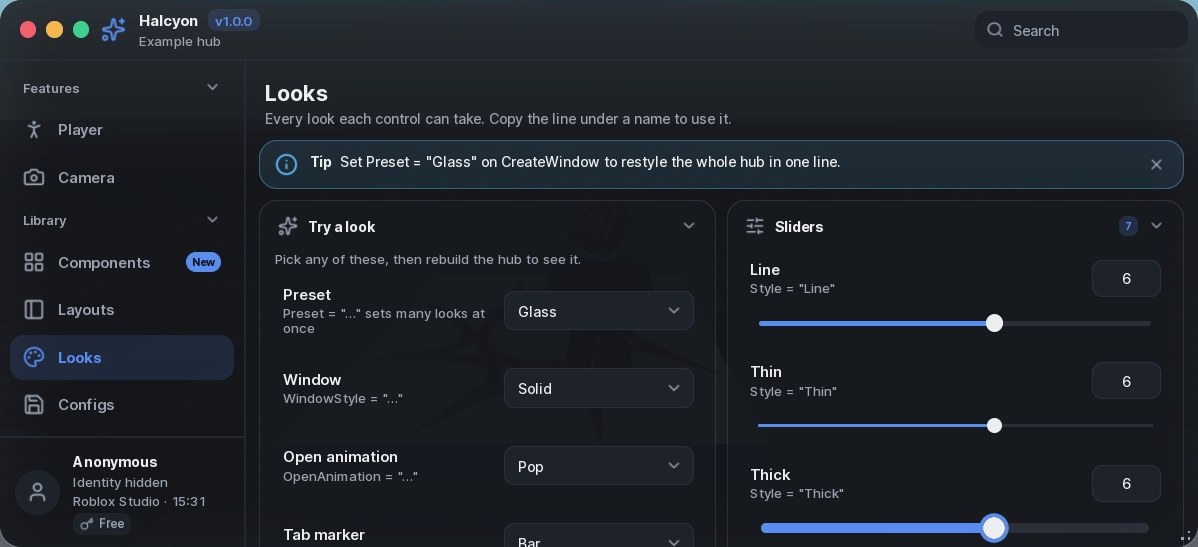 Halcyon v1.0.0
Example hub
Search
Features
Player
Camera
Library
Components New
Layouts
Looks
Configs
Anonymous
Identity hidden
Roblox Studio · 15:31
Free
Looks
Every look each control can take. Copy the line under a name to use it.
Tip Set Preset = "Glass" on CreateWindow to restyle the whole hub in one line.
Try a look
Pick any of these, then rebuild the hub to see it.
Preset
Preset = "…" sets many looks at
once
Glass
Window
WindowStyle = "…"
Solid
Open animation
OpenAnimation = "…"
Pop
Tab marker
Bar
Sliders 7
Line
Style = "Line"
6
Thin
Style = "Thin"
6
Thick
Style = "Thick"
6